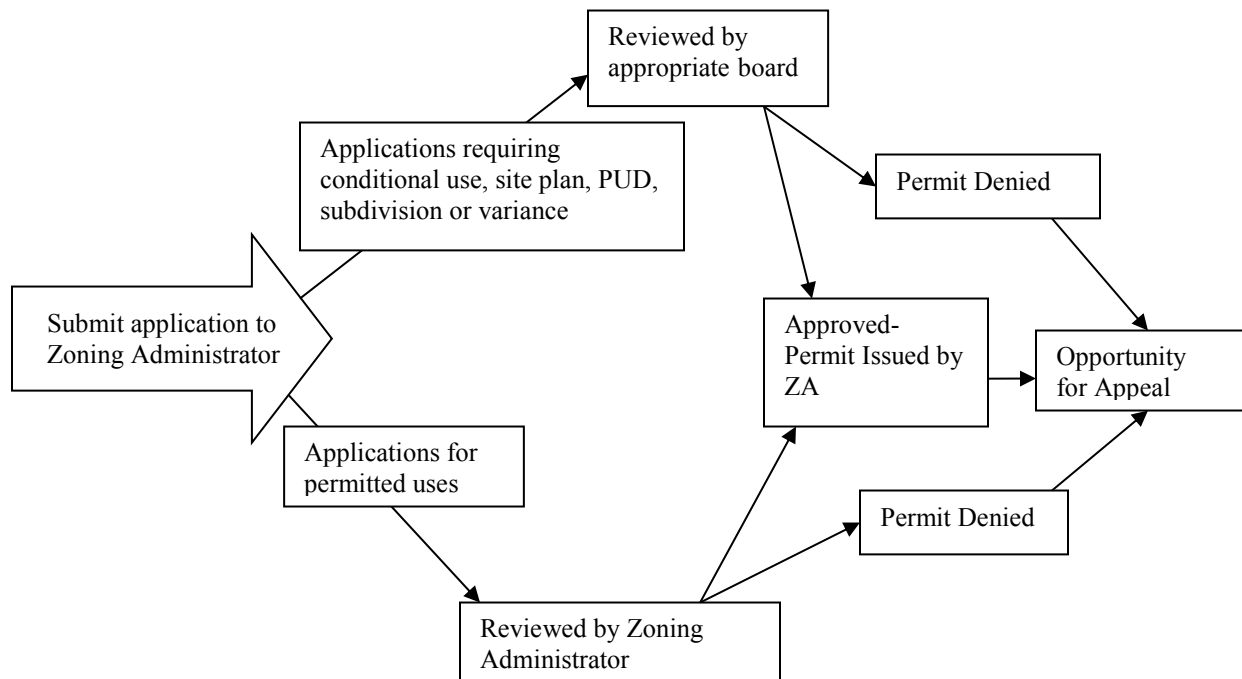 Reviewed by
appropriate board
Applications requiring
conditional use, site plan, PUD,
subdivision or variance
Permit Denied
Submit application to
Zoning Administrator
Approved-
Permit Issued by
ZA
Opportunity
for Appeal
Applications for
permitted uses
Permit Denied
Reviewed by Zoning
Administrator